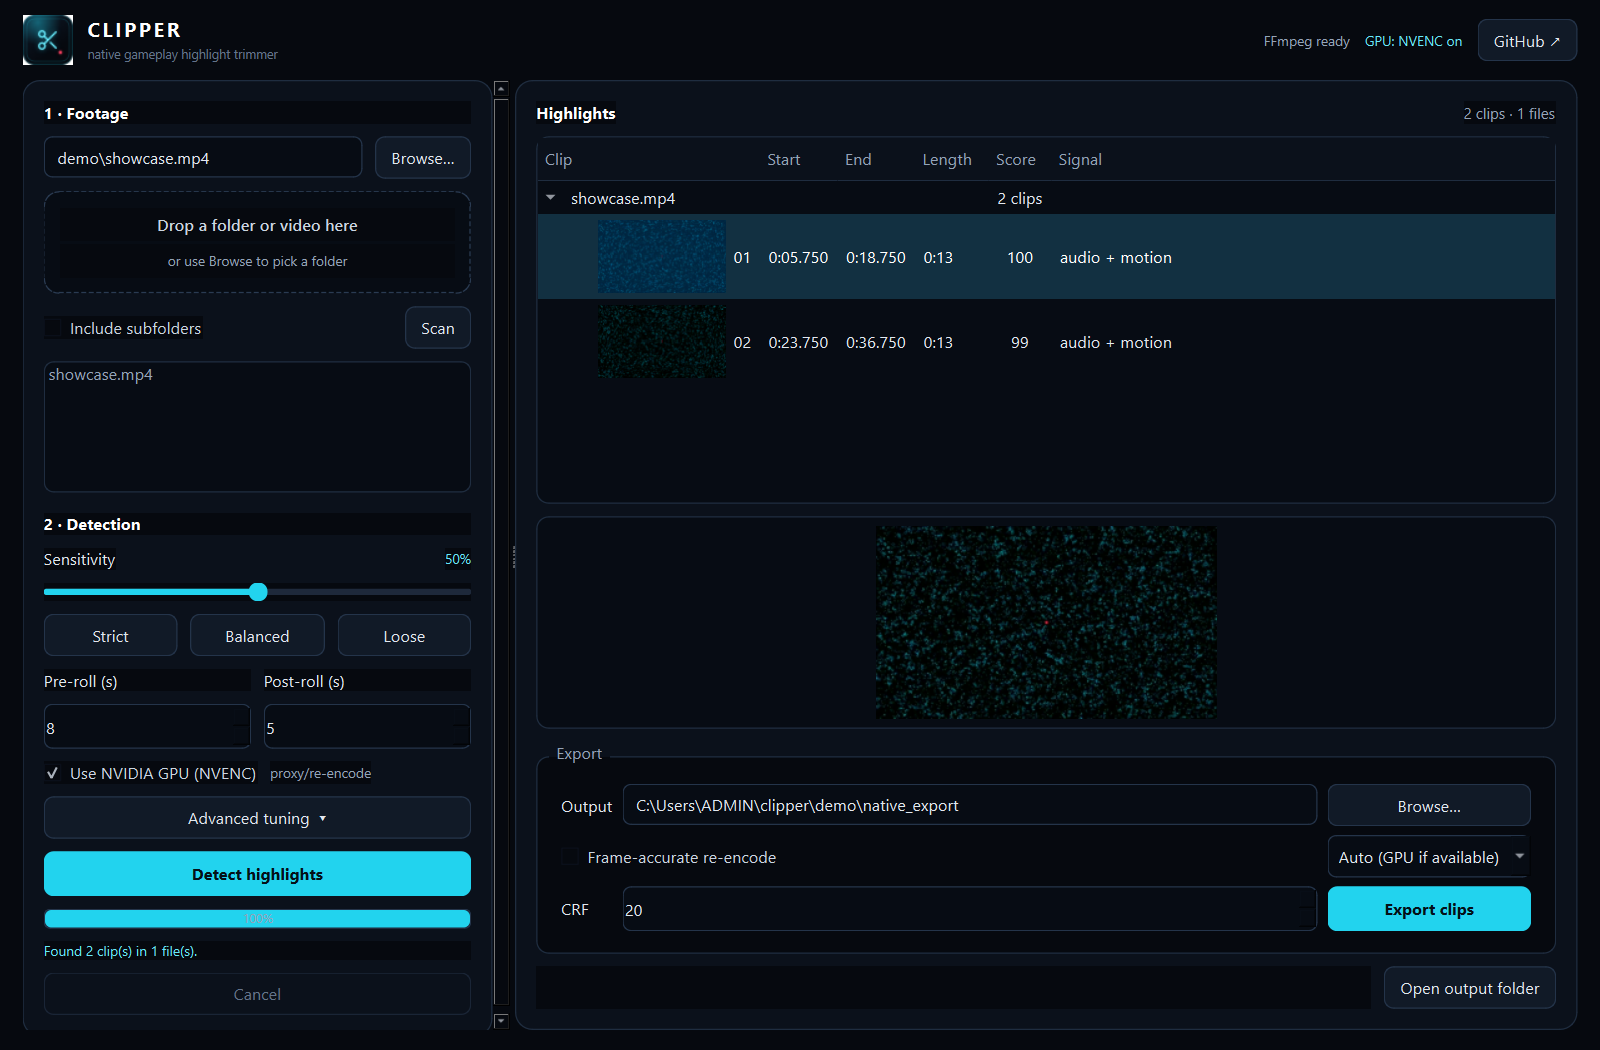 CLIPPER
native gameplay highlight trimmer
FFmpeg ready GPU: NVENC on GitHub ↗
1 · Footage
demo\showcase.mp4 Browse...
Drop a folder or video here
or use Browse to pick a folder
Include subfolders Scan
showcase.mp4
2 · Detection
Sensitivity 50%
Strict Balanced Loose
Pre-roll (s) Post-roll (s)
8 5
✓ Use NVIDIA GPU (NVENC) proxy/re-encode
Advanced tuning ▾
Detect highlights
100%
Found 2 clip(s) in 1 file(s).
Cancel
Highlights 2 clips · 1 files
Clip Start End Length Score Signal
showcase.mp4 2 clips
01 0:05.750 0:18.750 0:13 100 audio + motion
02 0:23.750 0:36.750 0:13 99 audio + motion
Export
Output C:\Users\ADMIN\clipper\demo\native_export Browse...
Frame-accurate re-encode Auto (GPU if available)
CRF 20 Export clips
Open output folder